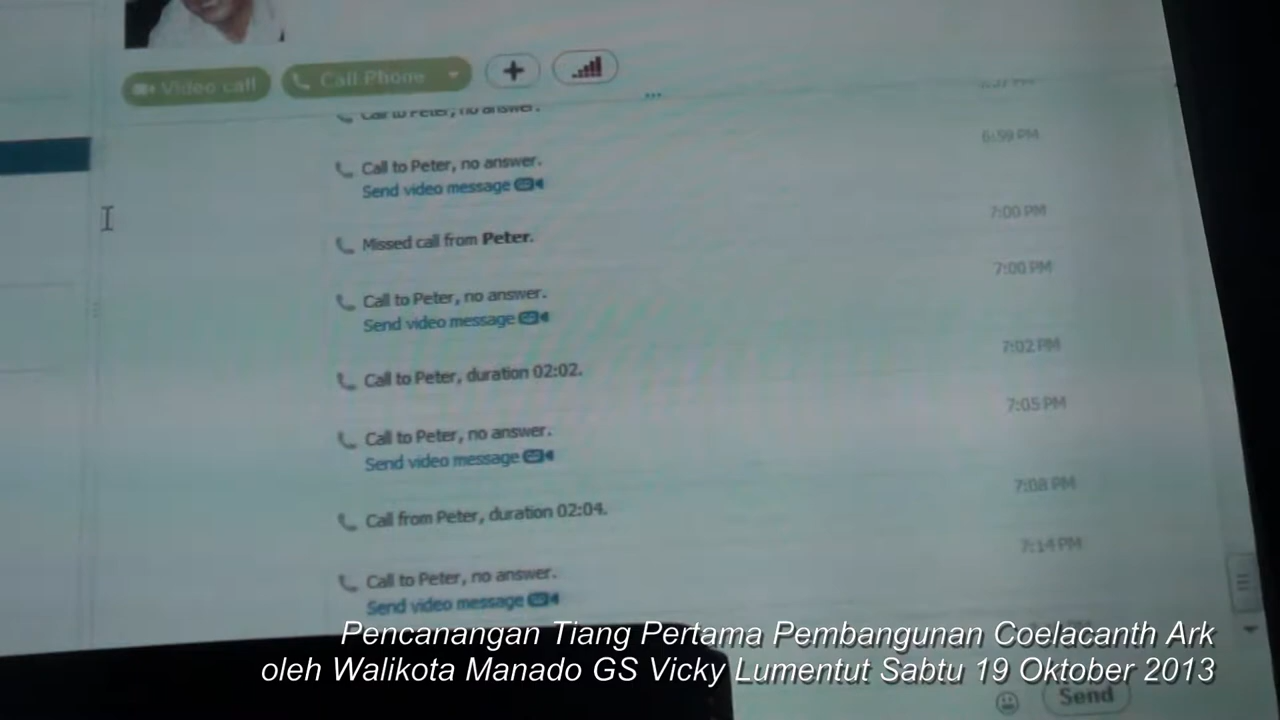 Video call
Call Phone
Call to Peter, no answer.
6:59 PM
Call to Peter, no answer.
Send video message
7:00 PM
Missed call from Peter.
7:00 PM
Call to Peter, no answer.
Send video message
7:02 PM
Call to Peter, duration 02:02.
7:05 PM
Call to Peter, no answer.
Send video message
7:08 PM
Call from Peter, duration 02:04.
7:14 PM
Call to Peter, no answer.
Send video message
Pencanangan Tiang Pertama Pembangunan Coelacanth Ark
oleh Walikota Manado GS Vicky Lumentut Sabtu 19 Oktober 2013
Send